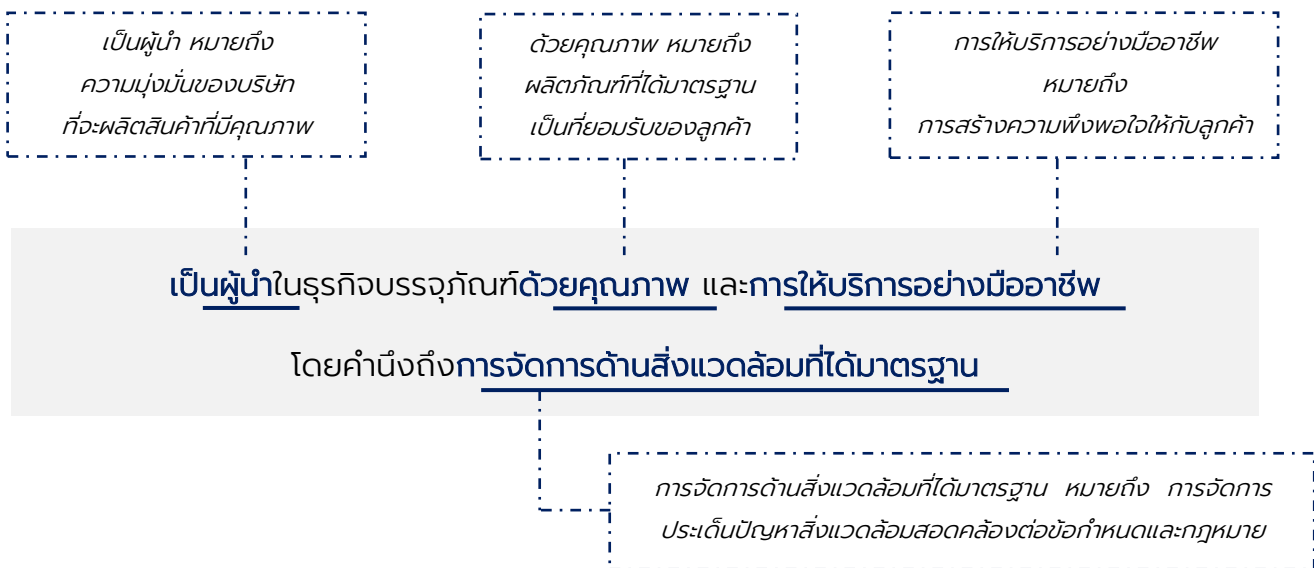 เป็นผู้นำ หมายถึง
ความมุ่งมั่นของบริษัท
ที่จะผลิตสินค้าที่มีคุณภาพ
ด้วยคุณภาพ หมายถึง
ผลิตภัณฑ์ที่ได้มาตรฐาน
เป็นที่ยอมรับของลูกค้า
การให้บริการอย่างมืออาชีพ
หมายถึง
การสร้างความพึงพอใจให้กับลูกค้า
เป็นผู้นำในธุรกิจบรรจุภัณฑ์ด้วยคุณภาพ และการให้บริการอย่างมืออาชีพ
โดยคำนึงถึงการจัดการด้านสิ่งแวดล้อมที่ได้มาตรฐาน
การจัดการด้านสิ่งแวดล้อมที่ได้มาตรฐาน หมายถึง การจัดการ
ประเด็นปัญหาสิ่งแวดล้อมสอดคล้องต่อข้อกำหนดและกฎหมาย